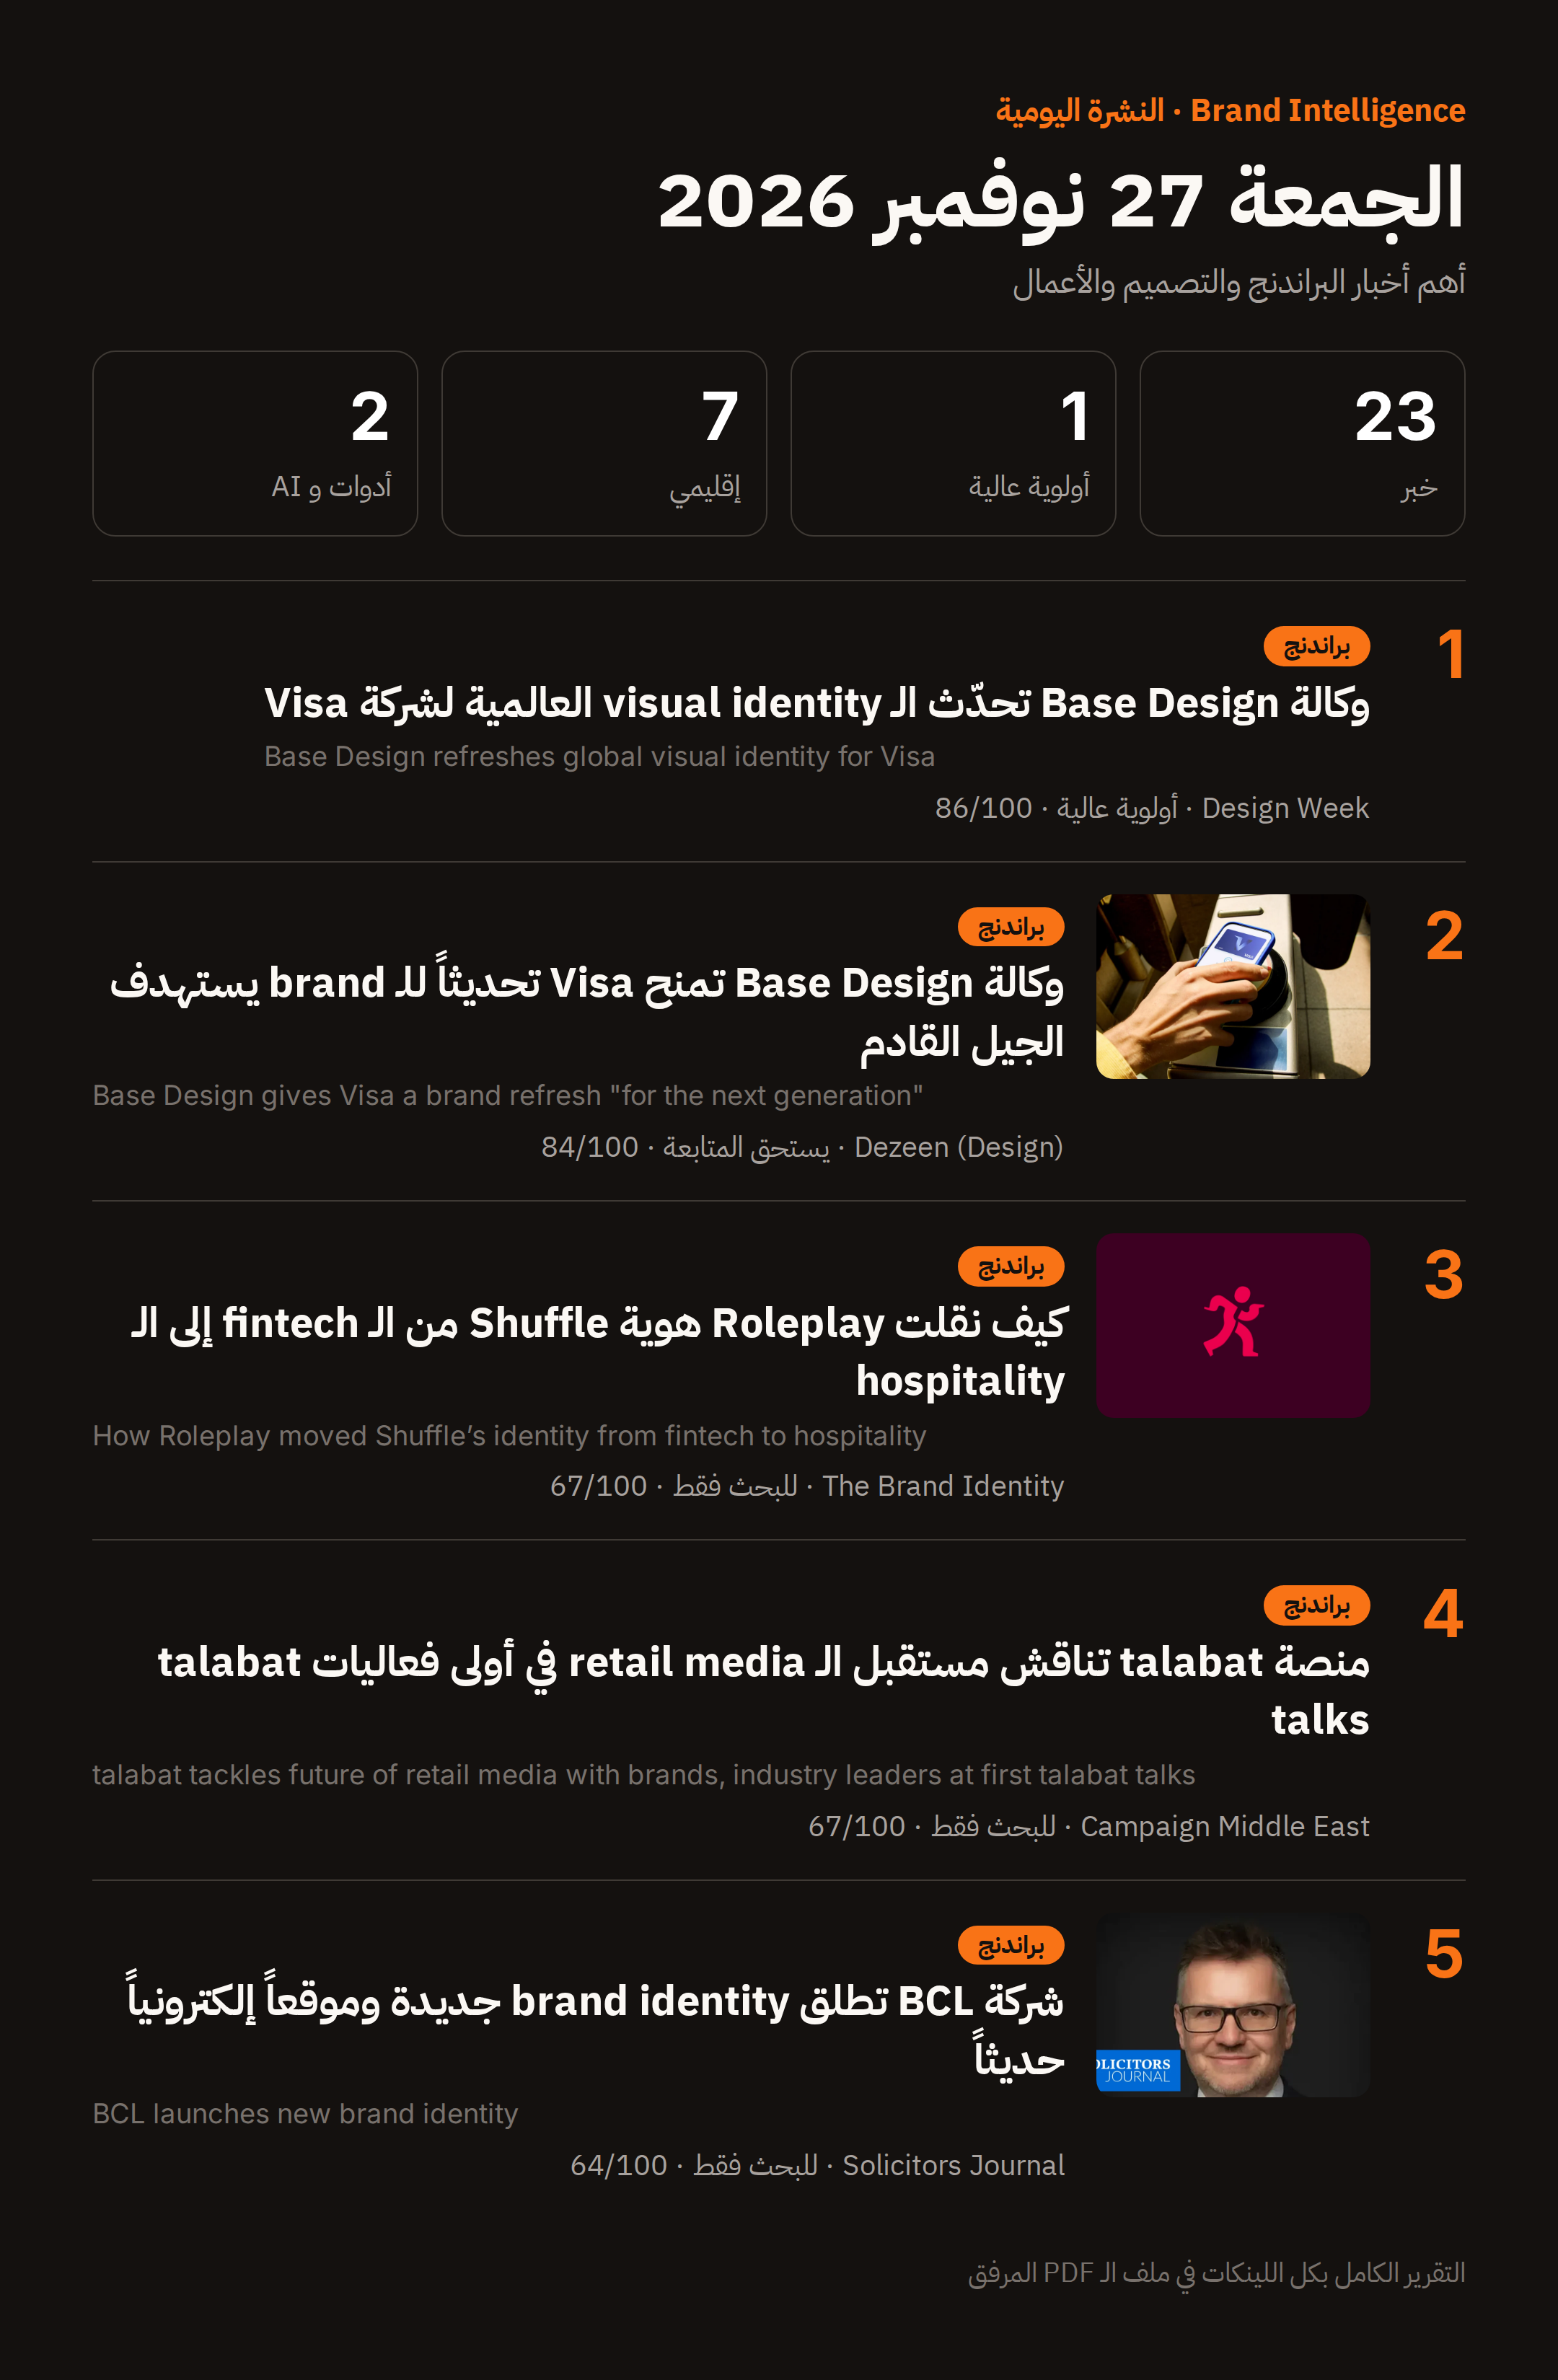 Brand Intelligence · النشرة اليومية
الجمعة 27 نوفمبر 2026
أهم أخبار البراندنج والتصميم والأعمال
23
خبر
1
أولوية عالية
7
إقليمي
2
أدوات و AI
1
براندنج
وكالة Base Design تحدّث الـ visual identity العالمية لشركة Visa
Base Design refreshes global visual identity for Visa
Design Week · أولوية عالية · 86/100
2
براندنج
وكالة Base Design تمنح Visa تحديثاً للـ brand يستهدف
الجيل القادم
Base Design gives Visa a brand refresh "for the next generation"
Dezeen (Design) · يستحق المتابعة · 84/100
3
براندنج
كيف نقلت Roleplay هوية Shuffle من الـ fintech إلى الـ
hospitality
How Roleplay moved Shuffle’s identity from fintech to hospitality
The Brand Identity · للبحث فقط · 67/100
4
براندنج
منصة talabat تناقش مستقبل الـ retail media في أولى فعاليات talabat
talks
talabat tackles future of retail media with brands, industry leaders at first talabat talks
Campaign Middle East · للبحث فقط · 67/100
5
براندنج
شركة BCL تطلق brand identity جديدة وموقعاً إلكترونياً
حديثاً
BCL launches new brand identity
Solicitors Journal · للبحث فقط · 64/100
OLICITORS
JOURNAL
التقرير الكامل بكل اللينكات في ملف الـ PDF المرفق